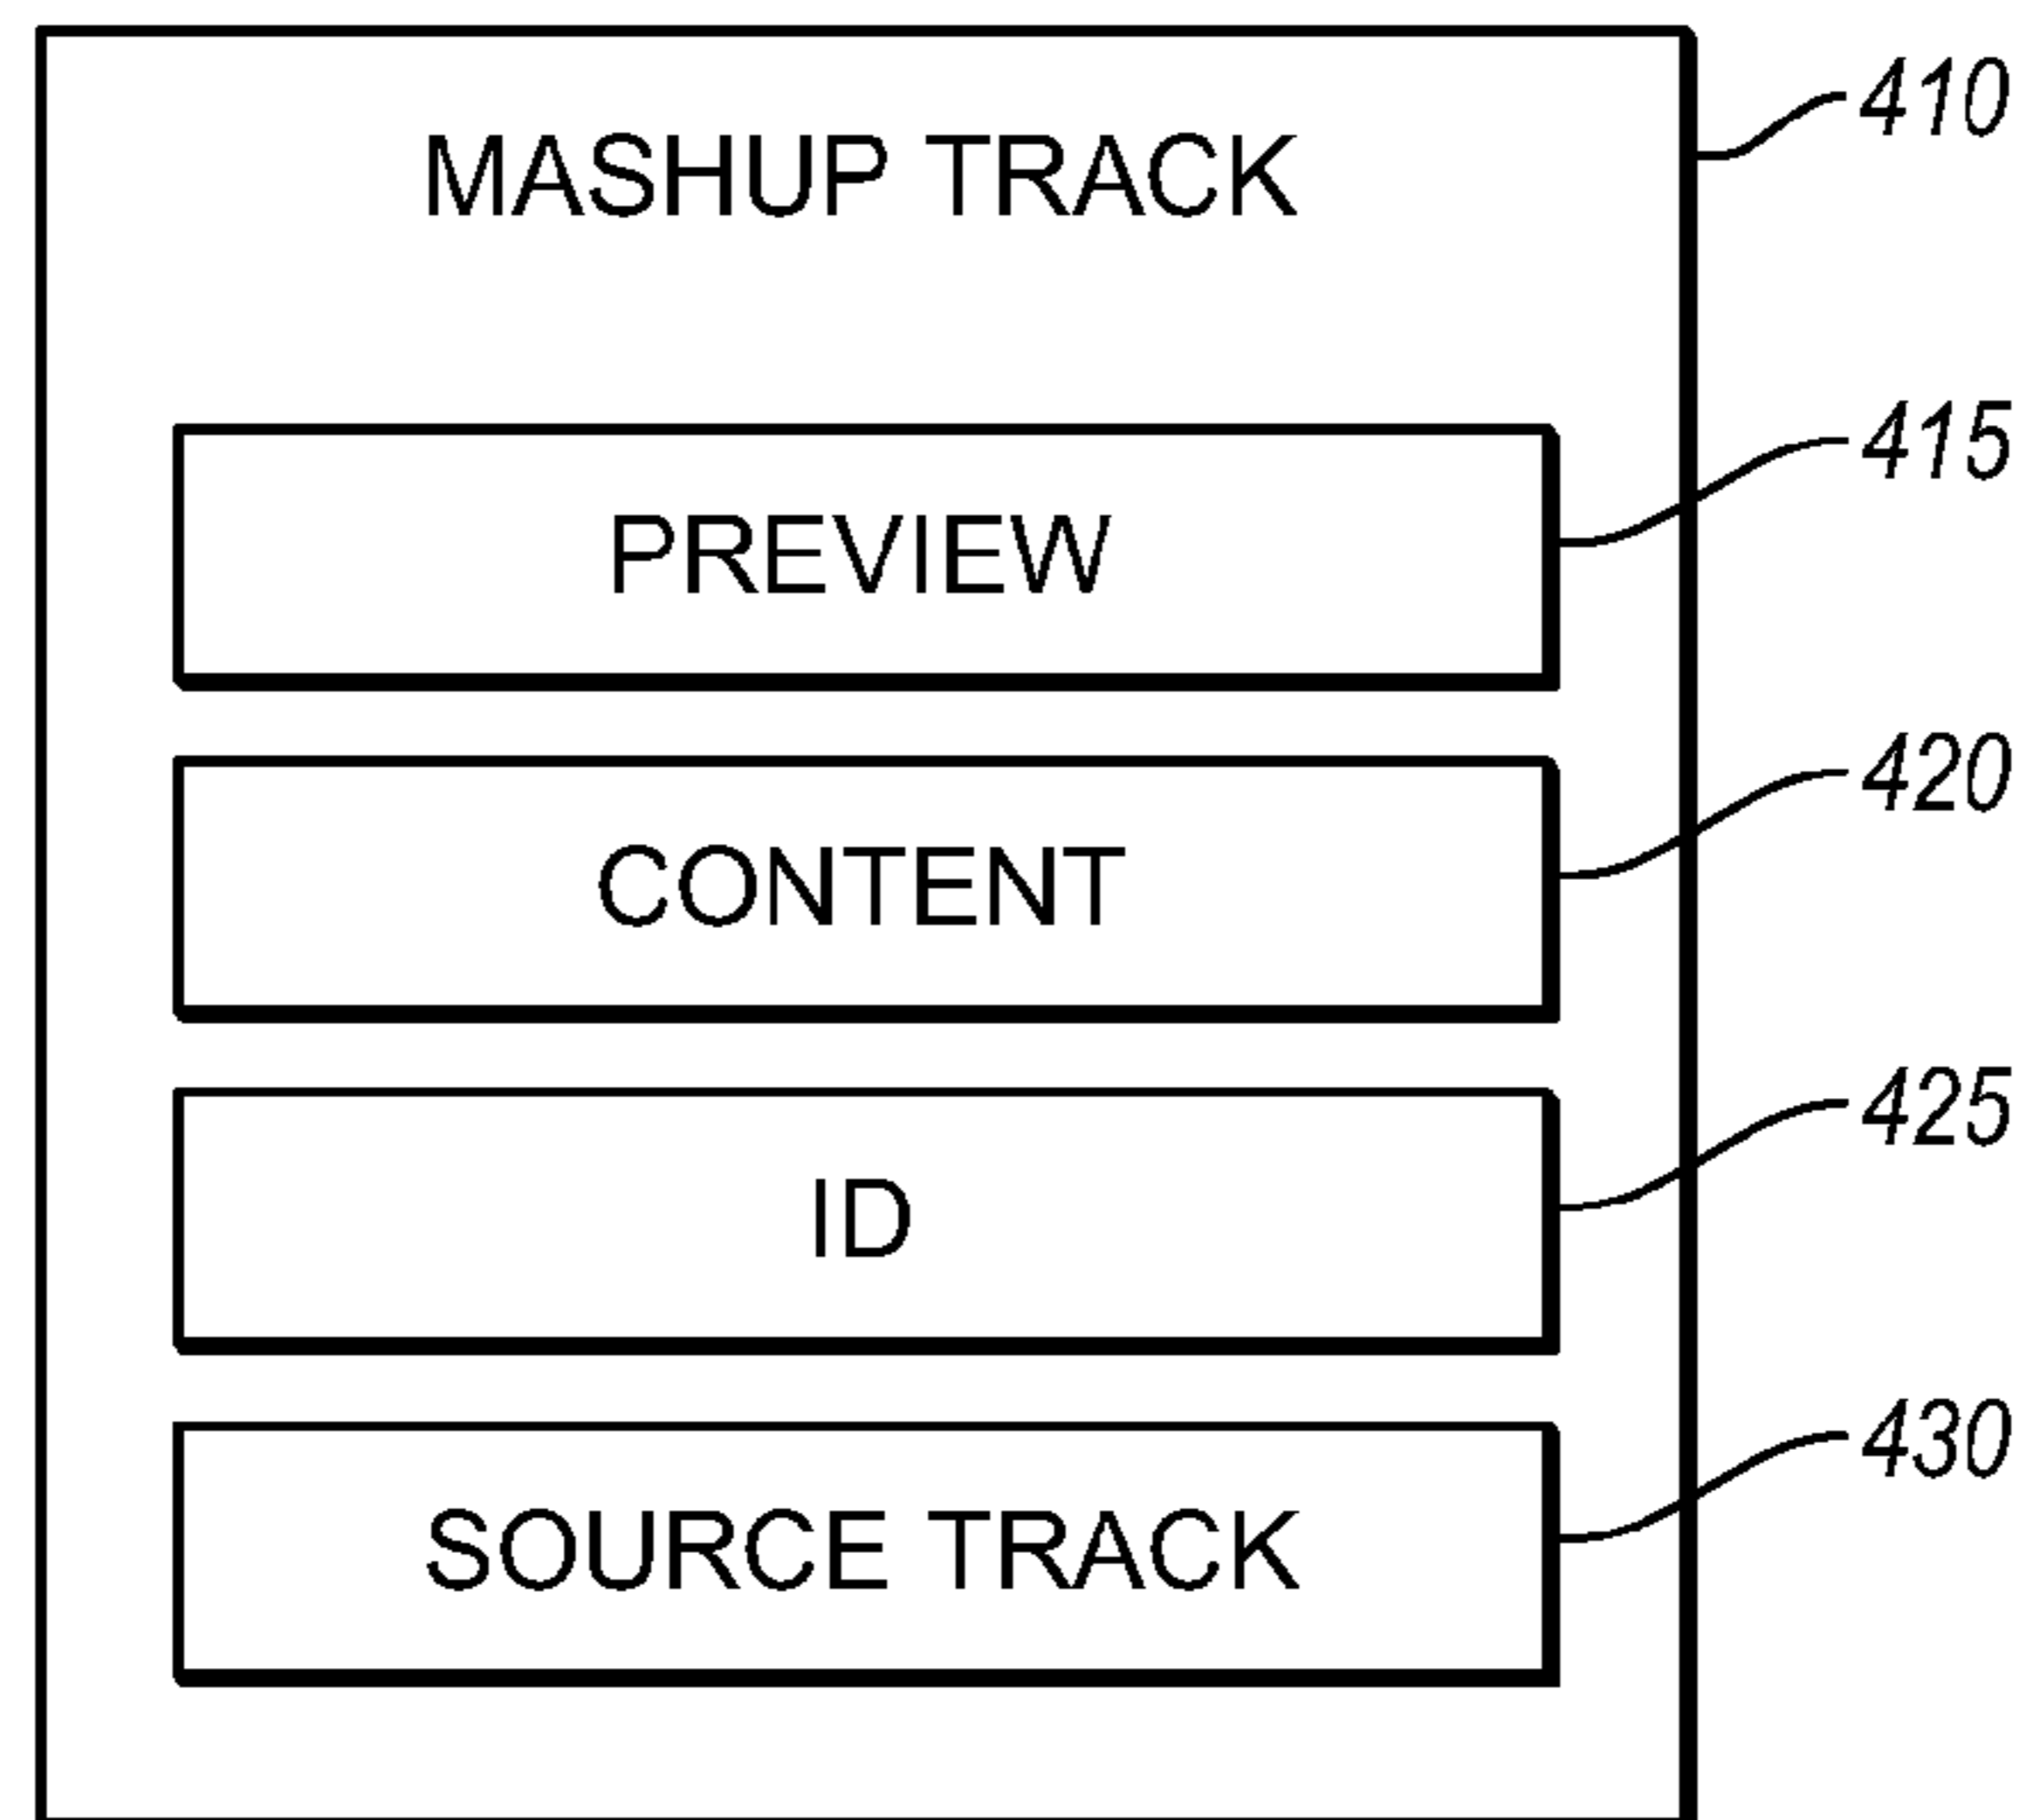 MASHUP TRACK
410
PREVIEW
415
CONTENT
420
ID
425
SOURCE TRACK
430